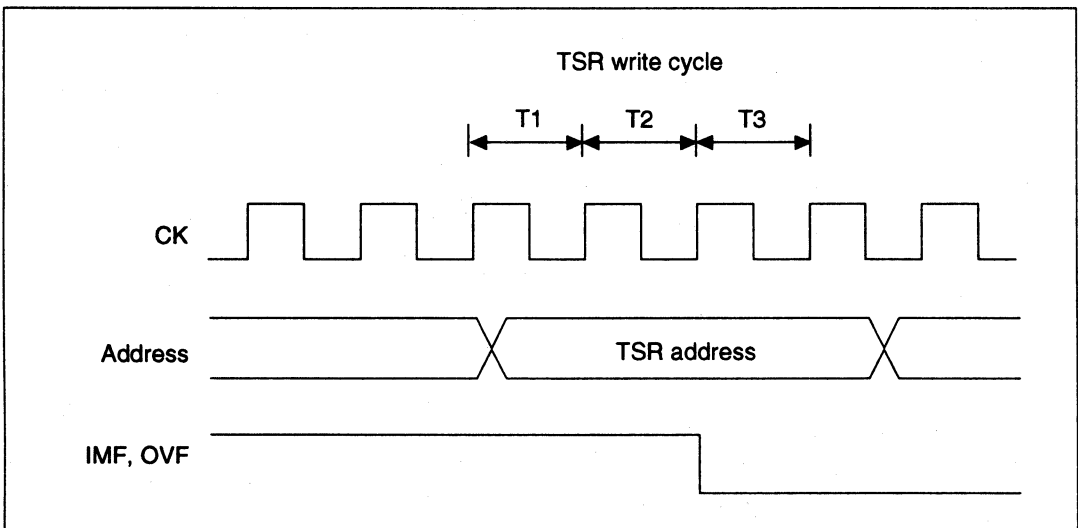 TSR write cycle
T1 T2 T3
CK
Address TSR address
IMF, OVF